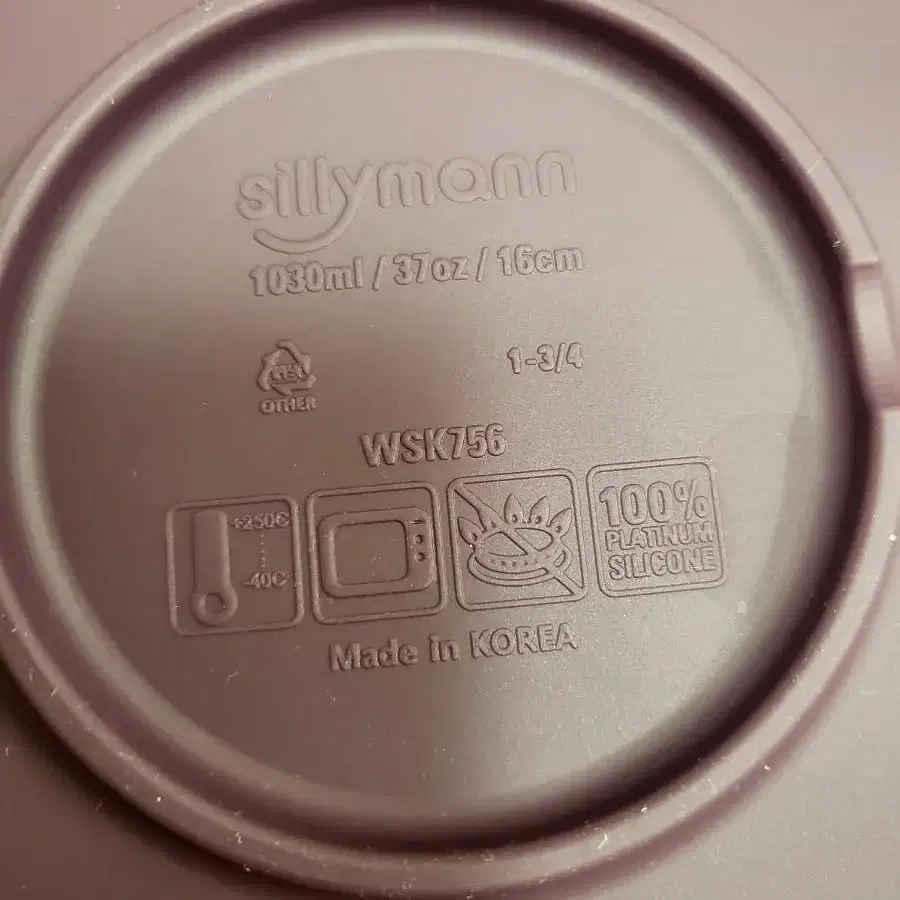 sillymann
1030ml / 37oz / 16cm
OTHER
1-3/4
WSK756
+250C
-40C
100%
PLATINUM
SILICONE
Made in KOREA